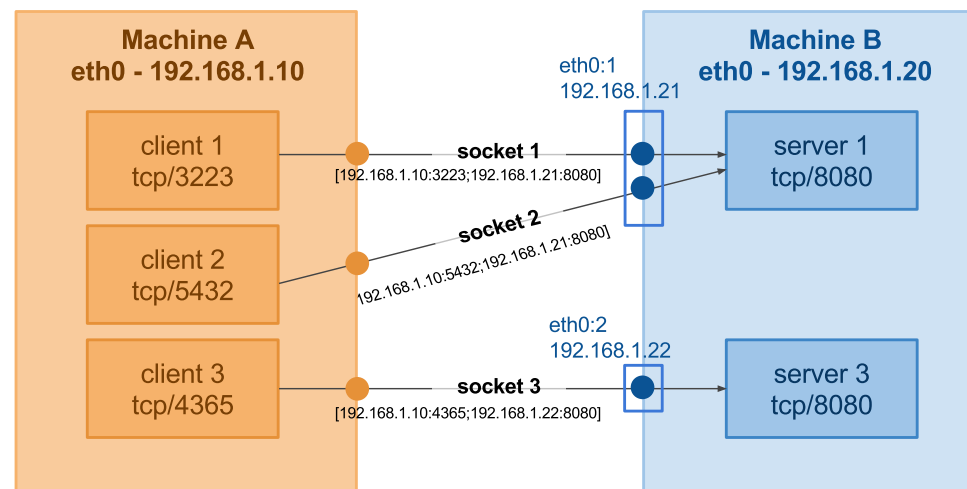 Machine A
eth0 - 192.168.1.10
Machine B
eth0 - 192.168.1.20
eth0:1
192.168.1.21
client 1
tcp/3223
socket 1
[192.168.1.10:3223;192.168.1.21:8080]
server 1
tcp/8080
client 2
tcp/5432
socket 2
192.168.1.10:5432;192.168.1.21:8080]
eth0:2
192.168.1.22
client 3
tcp/4365
socket 3
[192.168.1.10:4365;192.168.1.22:8080]
server 3
tcp/8080